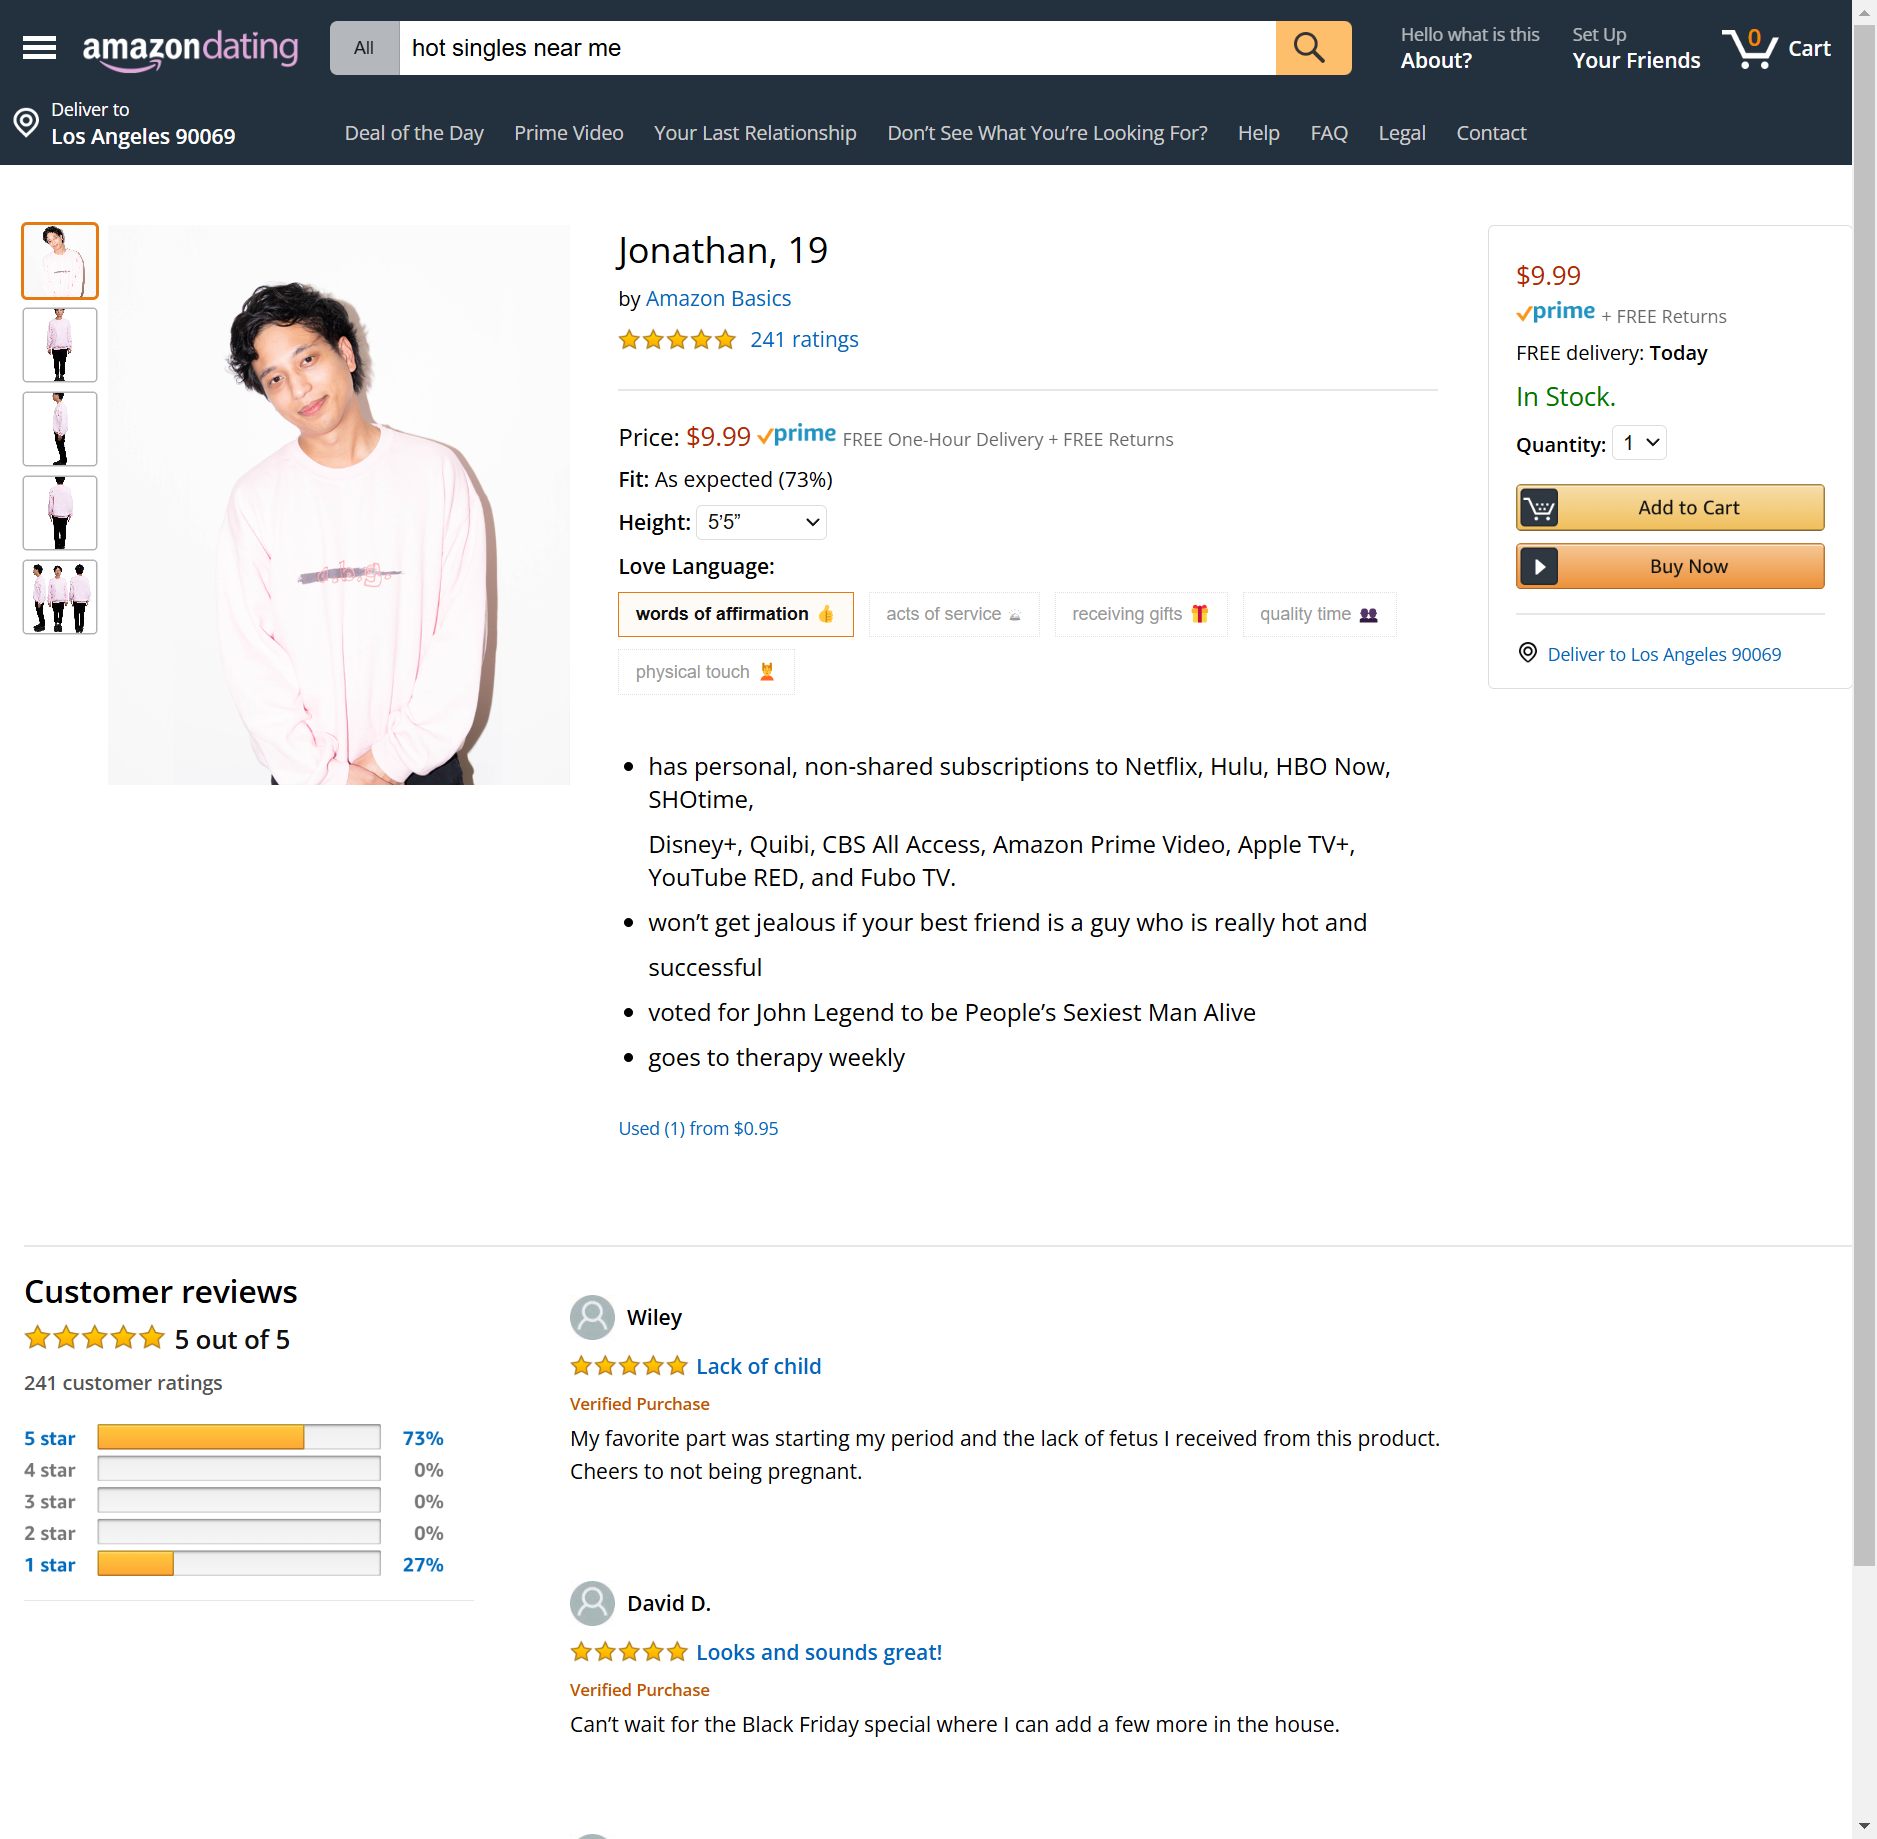 amazondating
All
hot singles near me
Hello what is this
About?
Set Up
Your Friends
0
Cart
Deliver to
Los Angeles 90069
Deal of the Day
Prime Video
Your Last Relationship
Don’t See What You’re Looking For?
Help
FAQ
Legal
Contact
Jonathan, 19
by Amazon Basics
241 ratings
Price: $9.99 prime FREE One-Hour Delivery + FREE Returns
Fit: As expected (73%)
Height: 5’5”
Love Language:
words of affirmation 👍
acts of service
receiving gifts 🎁
quality time 👥
physical touch
• has personal, non-shared subscriptions to Netflix, Hulu, HBO Now,
SHOtime,
Disney+, Quibi, CBS All Access, Amazon Prime Video, Apple TV+,
YouTube RED, and Fubo TV.
• won’t get jealous if your best friend is a guy who is really hot and
successful
• voted for John Legend to be People’s Sexiest Man Alive
• goes to therapy weekly
Used (1) from $0.95
$9.99
prime + FREE Returns
FREE delivery: Today
In Stock.
Quantity: 1
Add to Cart
Buy Now
Deliver to Los Angeles 90069
Customer reviews
5 out of 5
241 customer ratings
5 star 73%
4 star 0%
3 star 0%
2 star 0%
1 star 27%
Wiley
Lack of child
Verified Purchase
My favorite part was starting my period and the lack of fetus I received from this product.
Cheers to not being pregnant.
David D.
Looks and sounds great!
Verified Purchase
Can’t wait for the Black Friday special where I can add a few more in the house.